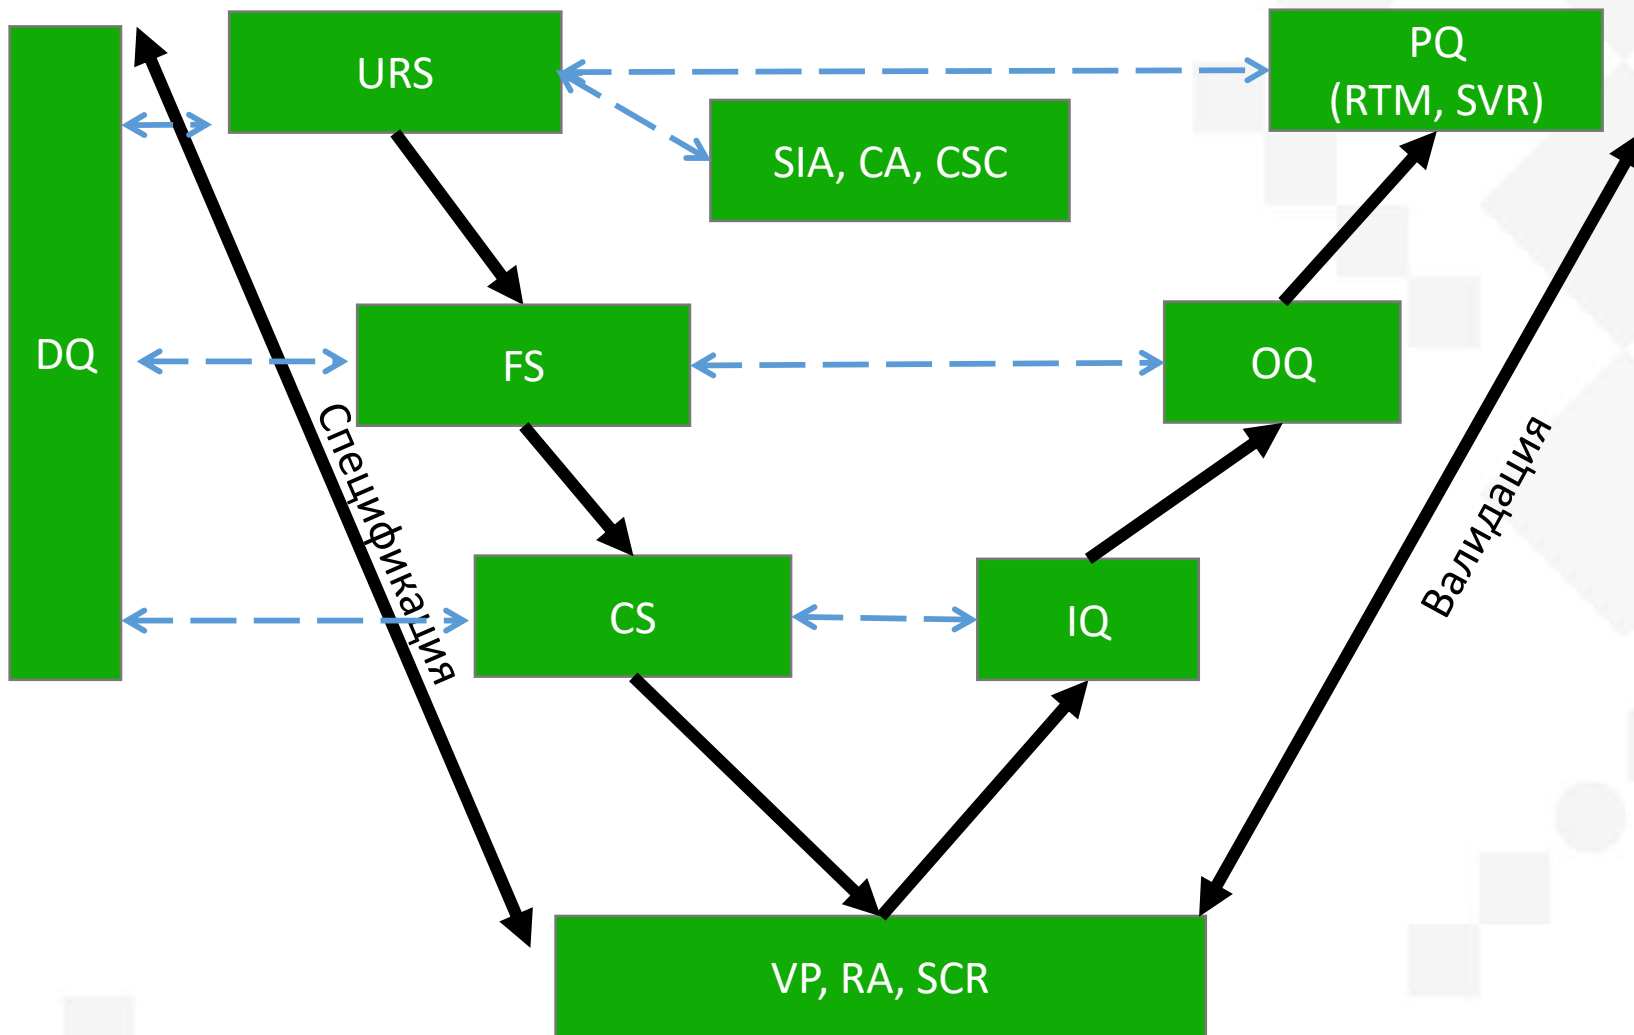 URS
PQ
(RTM, SVR)
SIA, CA, CSC
DQ
FS
OQ
Спецификация
Валидация
CS
IQ
VP, RA, SCR